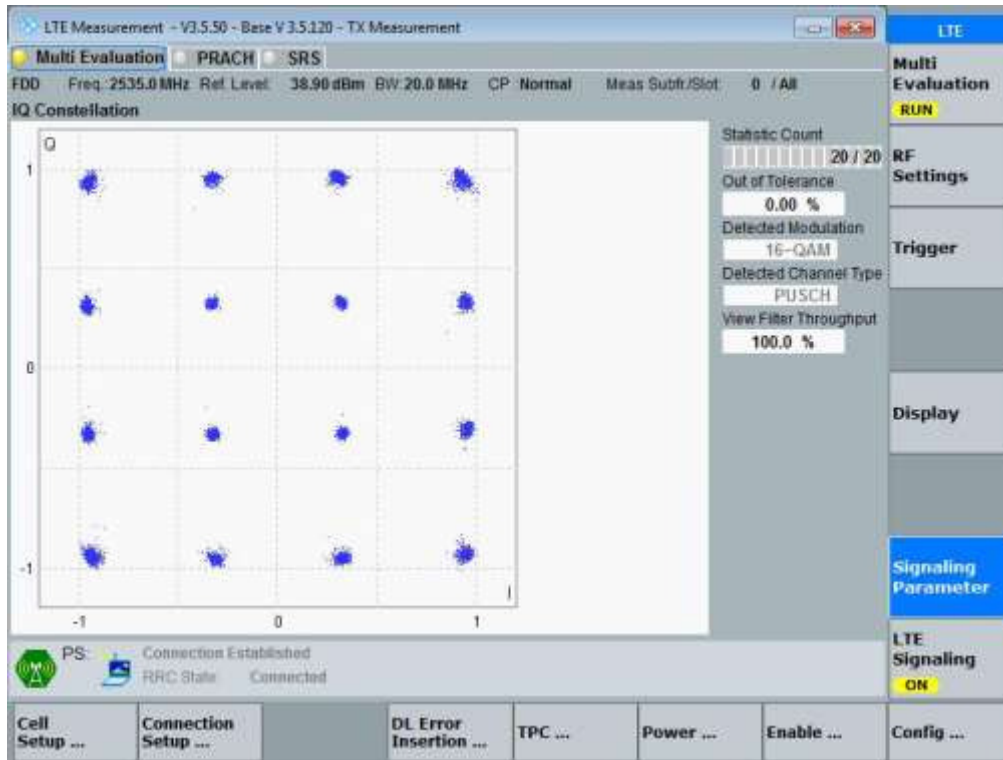 LTE Measurement - V3.5.50 - Base V 3.5.120 - TX Measurement
LTE
Multi Evaluation PRACH SRS
FDD Freq.:2535.0 MHz Ref. Level: 38.90 dBm BW: 20.0 MHz CP: Normal Meas Subfr./Slot: 0 / All
IQ Constellation
Q
1
0
-1
-1 0 1
I
Statistic Count
20 / 20
Out of Tolerance
0.00 %
Detected Modulation
16-QAM
Detected Channel Type
PUSCH
View Filter Throughput
100.0 %
Multi
Evaluation
RUN
RF
Settings
Trigger
Display
Signaling
Parameter
LTE
Signaling
ON
PS: Connection Established
RRC State Connected
Cell
Setup ...
Connection
Setup ...
DL Error
Insertion ...
TPC ...
Power ...
Enable ...
Config ...